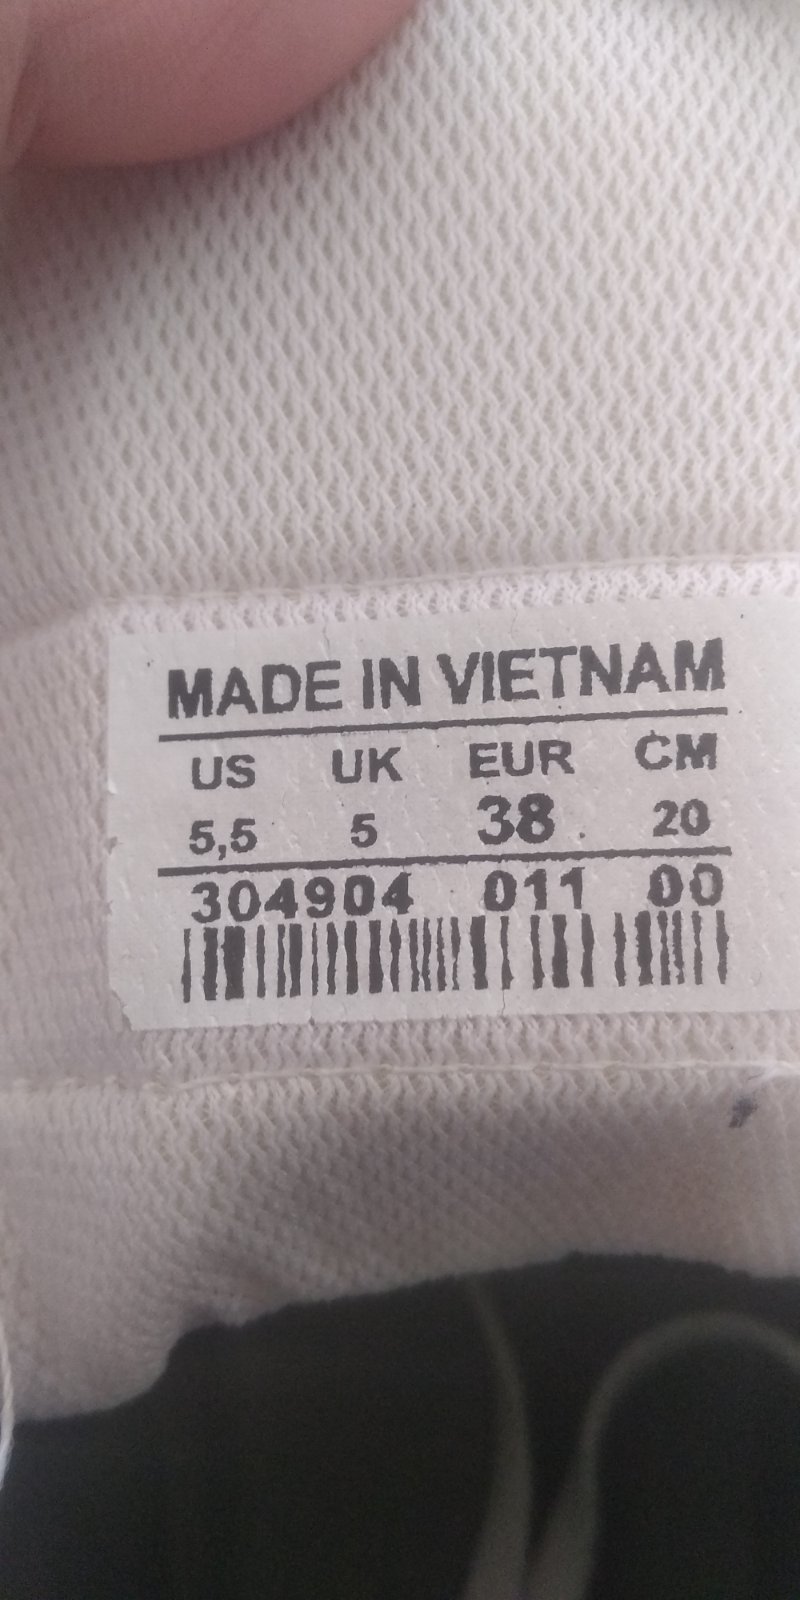 MADE IN VIETNAM
US UK EUR CM
5,5 5 38 20
304904 011 00